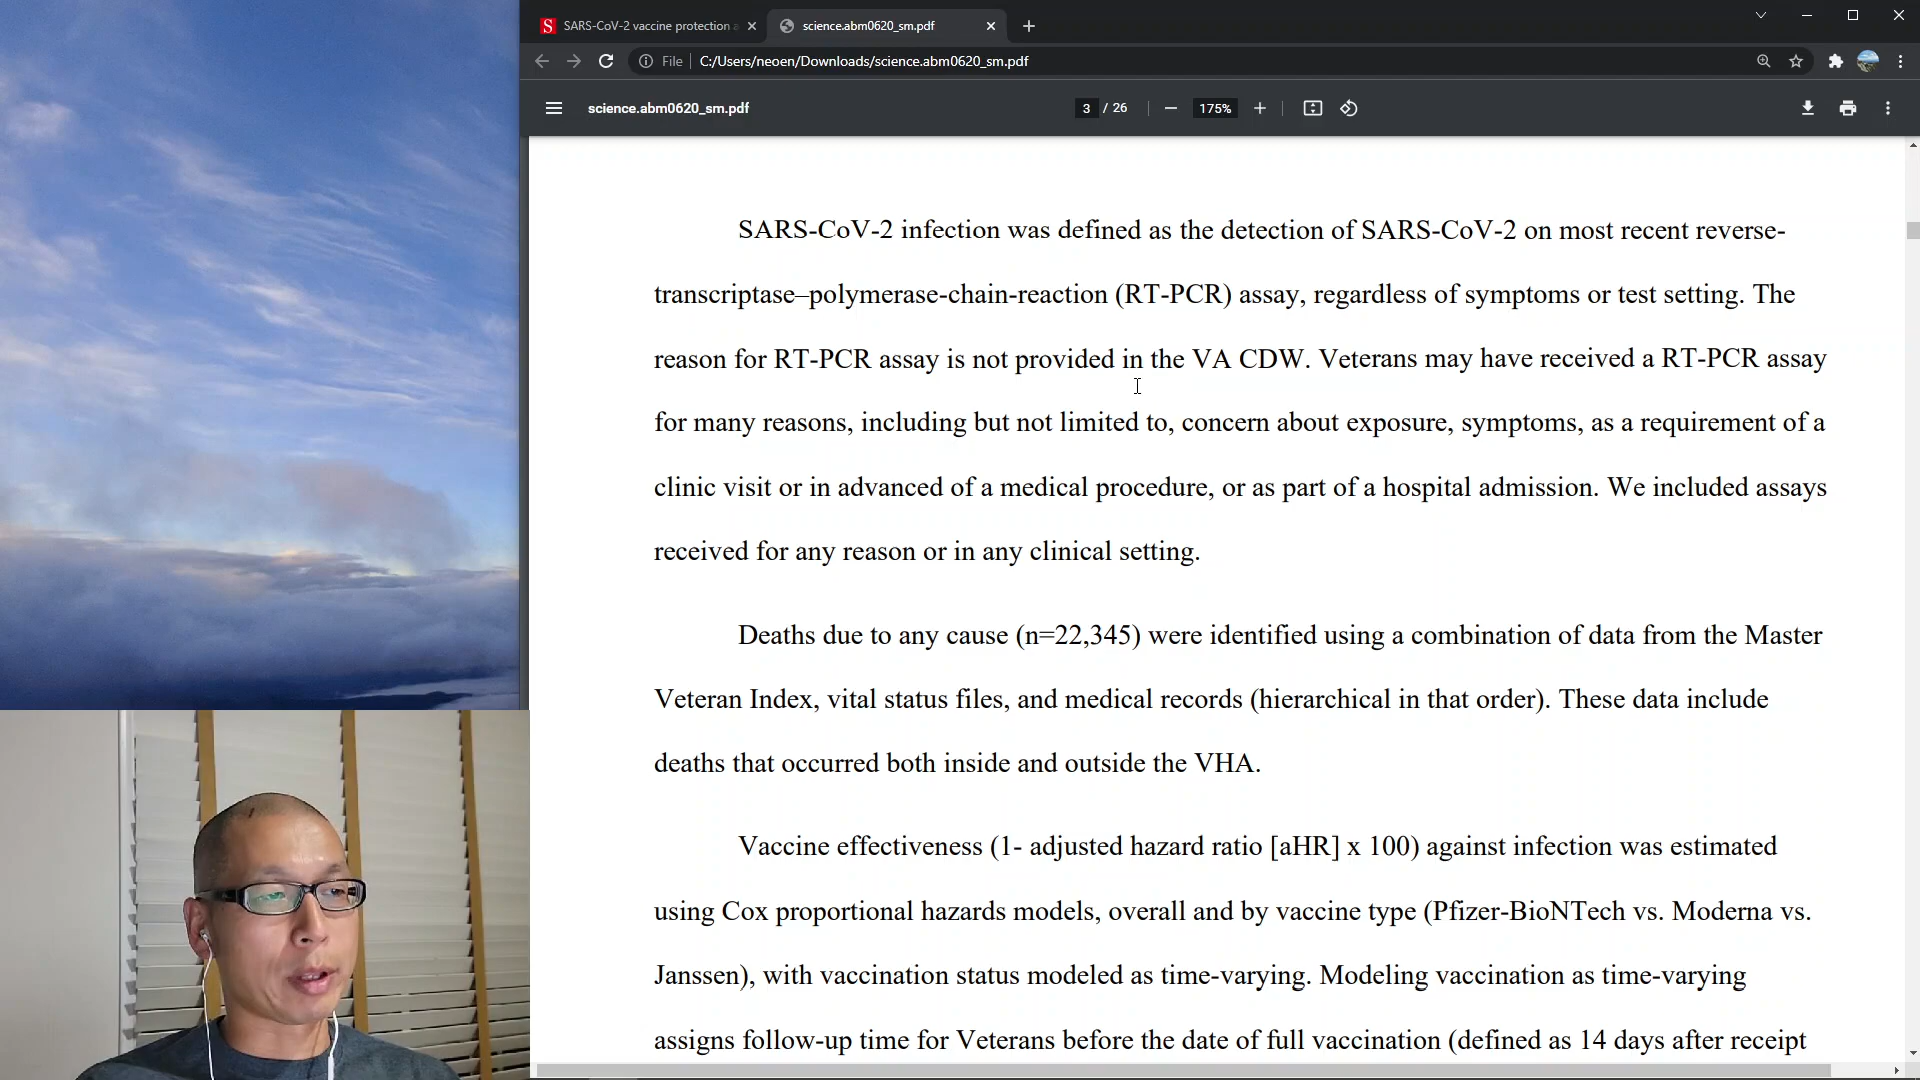 SARS-CoV-2 vaccine protection a
science.abm0620_sm.pdf
File
C:/Users/neoen/Downloads/science.abm0620_sm.pdf
science.abm0620_sm.pdf
3 / 26
175%
SARS-CoV-2 infection was defined as the detection of SARS-CoV-2 on most recent reverse-
transcriptase–polymerase-chain-reaction (RT-PCR) assay, regardless of symptoms or test setting. The
reason for RT-PCR assay is not provided in the VA CDW. Veterans may have received a RT-PCR assay
for many reasons, including but not limited to, concern about exposure, symptoms, as a requirement of a
clinic visit or in advanced of a medical procedure, or as part of a hospital admission. We included assays
received for any reason or in any clinical setting.
Deaths due to any cause (n=22,345) were identified using a combination of data from the Master
Veteran Index, vital status files, and medical records (hierarchical in that order). These data include
deaths that occurred both inside and outside the VHA.
Vaccine effectiveness (1- adjusted hazard ratio [aHR] x 100) against infection was estimated
using Cox proportional hazards models, overall and by vaccine type (Pfizer-BioNTech vs. Moderna vs.
Janssen), with vaccination status modeled as time-varying. Modeling vaccination as time-varying
assigns follow-up time for Veterans before the date of full vaccination (defined as 14 days after receipt